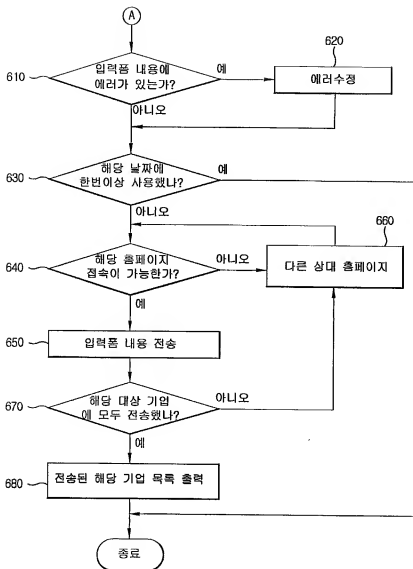 A
610
입력폼 내용에
에러가 있는가?
예
620
에러수정
아니오
630
해당 날짜에
한번이상 사용했나?
예
아니오
640
해당 홈페이지
접속이 가능한가?
아니오
660
다른 상대 홈페이지
예
650
입력폼 내용 전송
670
해당 대상 기업
에 모두 전송했나?
아니오
예
680
전송된 해당 기업 목록 출력
종료